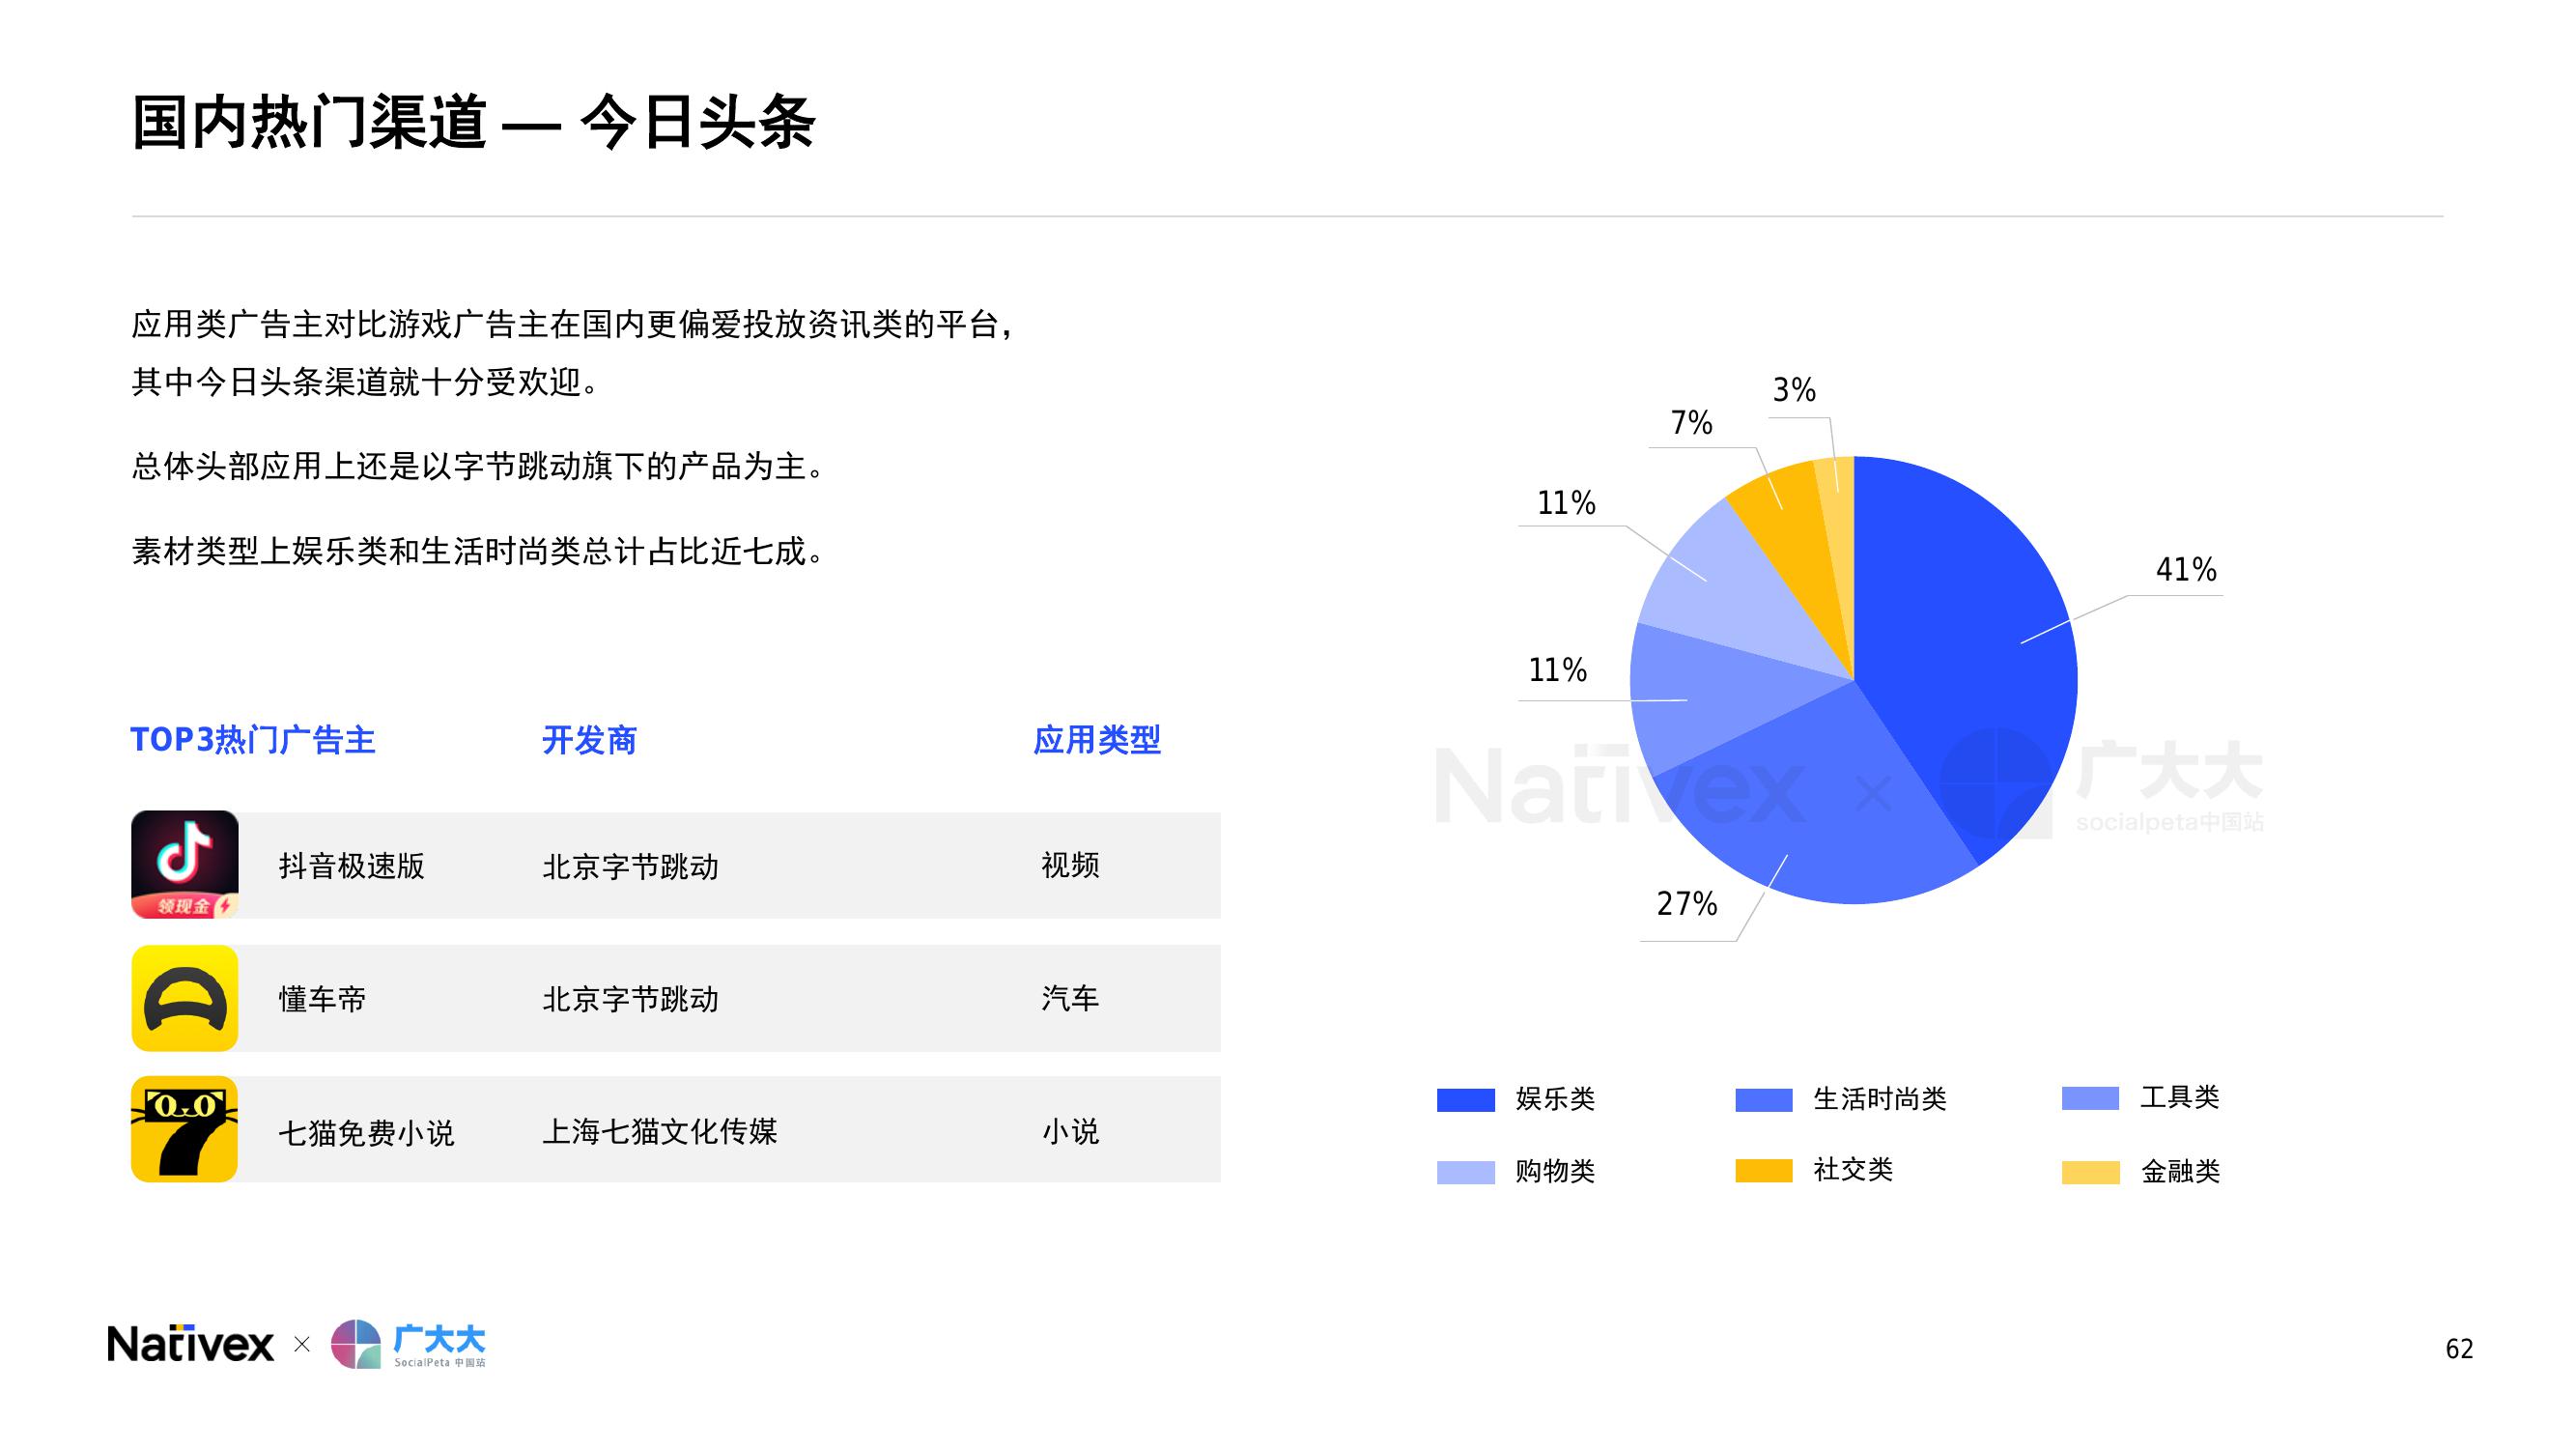 国内热门渠道 — 今日头条
应用类广告主对比游戏广告主在国内更偏爱投放资讯类的平台，
其中今日头条渠道就十分受欢迎。
总体头部应用上还是以字节跳动旗下的产品为主。
素材类型上娱乐类和生活时尚类总计占比近七成。
TOP3热门广告主 开发商 应用类型
领现金
抖音极速版 北京字节跳动 视频
懂车帝 北京字节跳动 汽车
七猫免费小说 上海七猫文化传媒 小说
3%
7%
11%
41%
11%
27%
Nativex × 广大大
socialpeta中国站
娱乐类 生活时尚类 工具类
购物类 社交类 金融类
Nativex × 广大大
SocialPeta 中国站
62